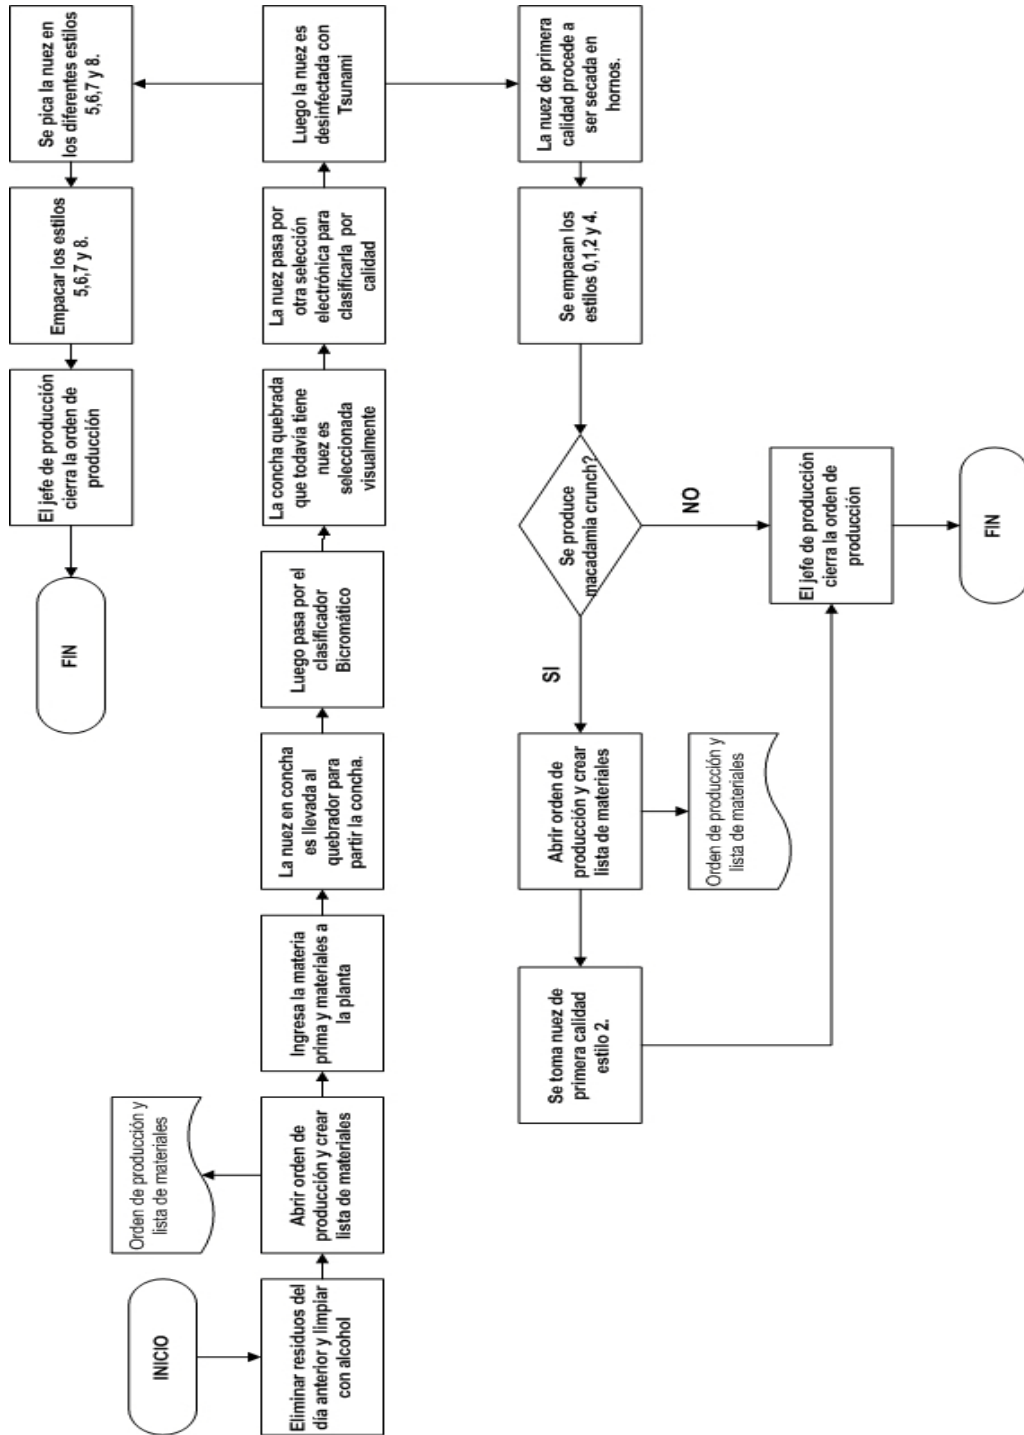 INICIO
Eliminar residuos del
día anterior y limpiar
con alcohol
Abrir orden de
producción y crear
lista de materiales
Orden de producción y
lista de materiales
Ingresa la materia
prima y materiales a
la planta
La nuez en concha
es llevada al
quebrador para
partir la concha.
Luego pasa por el
clasificador
Bicromático
La concha quebrada
que todavía tiene
nuez es
seleccionada
visualmente
La nuez pasa por
otra selección
electrónica para
clasificarla por
calidad
Luego la nuez es
desinfectada con
Tsunami
Se pica la nuez en
los diferentes estilos
5,6,7 y 8.
Empacar los estilos
5,6,7 y 8.
El jefe de producción
cierra la orden de
producción
FIN
La nuez de primera
calidad procede a
ser secada en
hornos.
Se empacan los
estilos 0,1,2 y 4.
Se produce
macadamia crunch?
NO
SI
Abrir orden de
producción y crear
lista de materiales
Orden de producción y
lista de materiales
Se toma nuez de
primera calidad
estilo 2.
El jefe de producción
cierra la orden de
producción
FIN